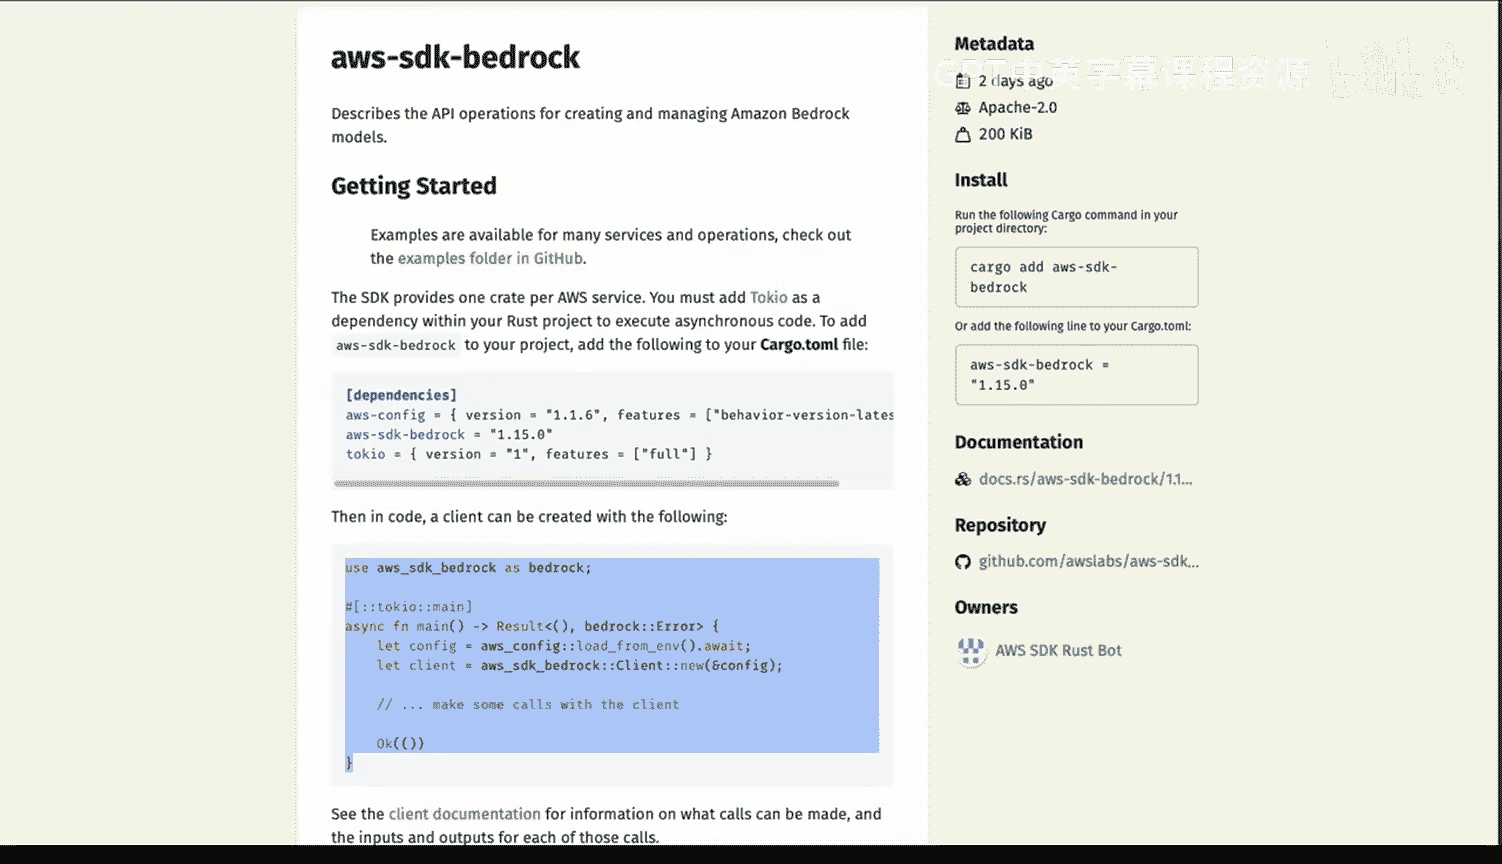 aws-sdk-bedrock
Describes the API operations for creating and managing Amazon Bedrock
models.
Getting Started
Examples are available for many services and operations, check out
the examples folder in GitHub.
The SDK provides one crate per AWS service. You must add Tokio as a
dependency within your Rust project to execute asynchronous code. To add
aws-sdk-bedrock to your project, add the following to your Cargo.toml file:
[dependencies]
aws-config = { version = "1.1.6", features = ["behavior-version-lates
aws-sdk-bedrock = "1.15.0"
tokio = { version = "1", features = ["full"] }
Then in code, a client can be created with the following:
use aws_sdk_bedrock as bedrock;
#[::tokio::main]
async fn main() -> Result<(), bedrock::Error> {
let config = aws_config::load_from_env().await;
let client = aws_sdk_bedrock::Client::new(&config);
// ... make some calls with the client
Ok(())
}
See the client documentation for information on what calls can be made, and
the inputs and outputs for each of those calls.
Metadata
GPT中英字幕课程资源
2 days ago
Apache-2.0
200 KiB
Install
Run the following Cargo command in your
project directory:
cargo add aws-sdk-
bedrock
Or add the following line to your Cargo.toml:
aws-sdk-bedrock =
"1.15.0"
Documentation
docs.rs/aws-sdk-bedrock/1.1...
Repository
github.com/awslabs/aws-sdk...
Owners
AWS SDK Rust Bot